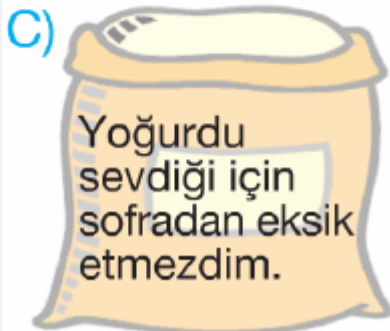 C)
Yoğurdu
sevdiği için
sofradan eksik
etmezdim.